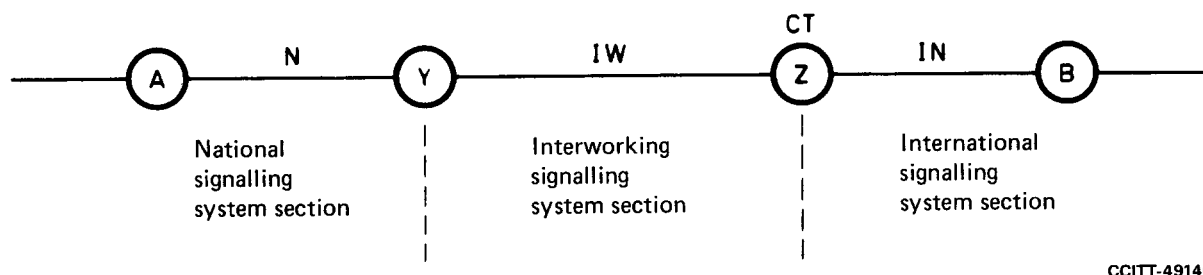 CT
N
IW
IN
A
Y
Z
B
National
signalling
system section
Interworking
signalling
system section
International
signalling
system section
CCITT-4914